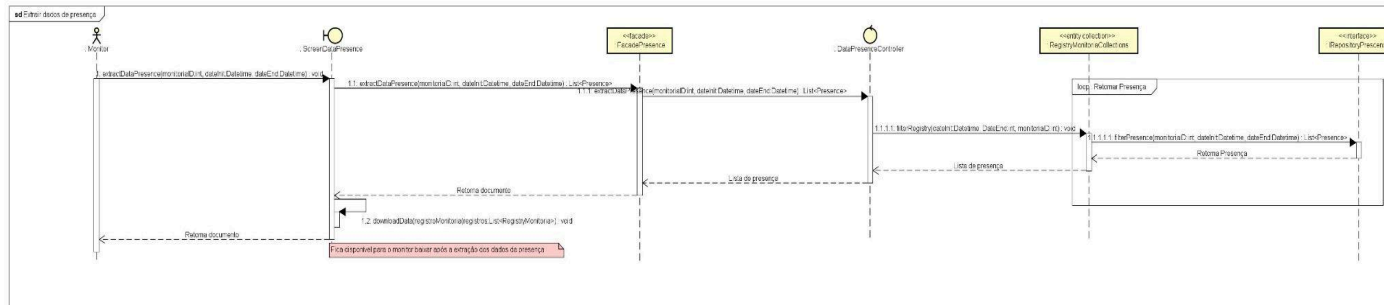 sd Extrair dados de presença
: Monitor
: ScreenDataPresence
<<facade>>
: FacadePresence
: DataPresenceController
<<entity collection>>
: RegistryMonitoriaCollections
<<interface>>
: IRepositoryPrescena
1: extractDataPresence(monitoriaID:int, dateInit:Datetime, dateEnd:Datetime) : void
1.1: extractDataPresence(monitoriaID:int, dateInit:Datetime, dateEnd:Datetime) : List<Presence>
1.1.1: extractDataPresence(monitoriaID:int, dateInit:Datetime, dateEnd:Datetime) : List<Presence>
loop : Retornar Presença
1.1.1.1: filterRegistry(dateInit:Datetime, DateEnd:int, monitoriaID:int) : void
1.1.1.1.1: filterPresence(monitoriaID:int, dateInit:Datetime, dateEnd:Datetime) : List<Presence>
Retorna Presença
Lista de presença
Lista de presença
Retorna documento
1.2: downloadData(registroMonitoria(registros:List<RegistryMonitoria>) : void
Retorna documento
Fica disponível para o monitor baixar após a extração dos dados da presença